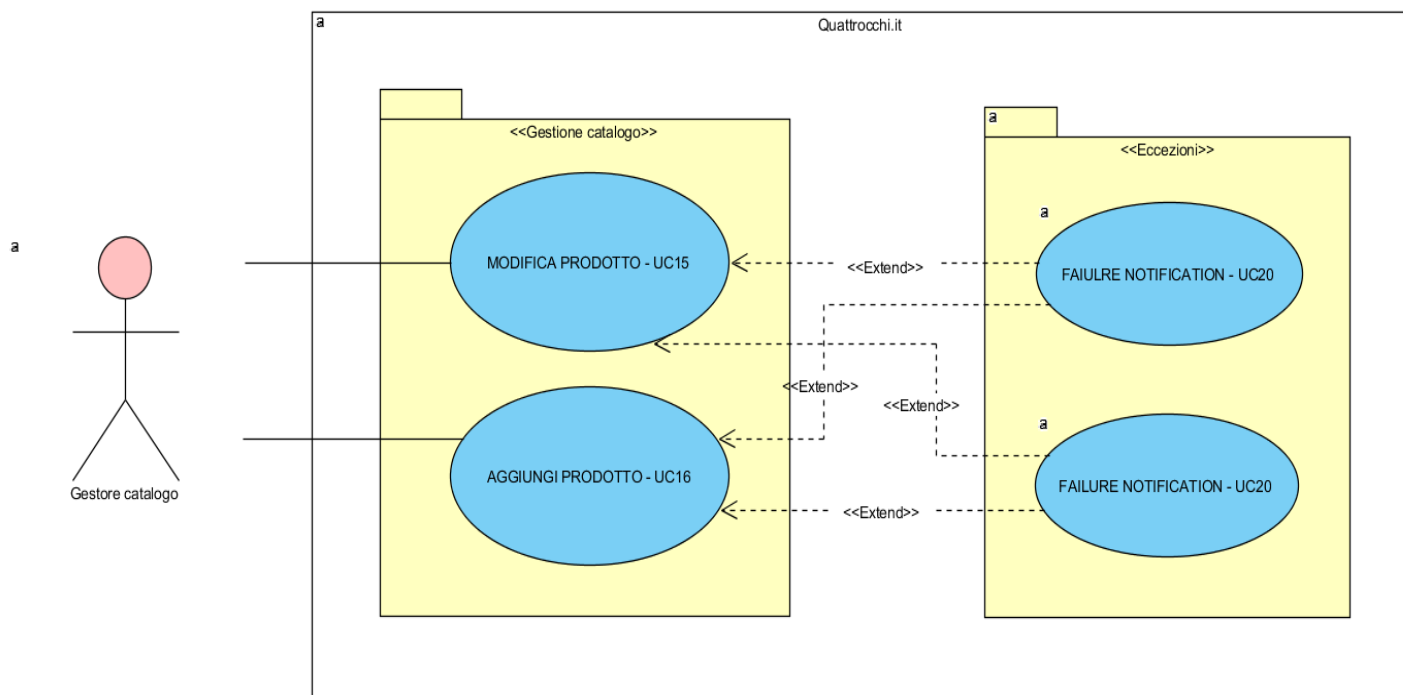 a
Quattrocchi.it
<<Gestione catalogo>>
a
<<Eccezioni>>
MODIFICA PRODOTTO - UC15
<<Extend>>
a
FAIULRE NOTIFICATION - UC20
a
Gestore catalogo
<<Extend>>
<<Extend>>
AGGIUNGI PRODOTTO - UC16
<<Extend>>
a
FAILURE NOTIFICATION - UC20